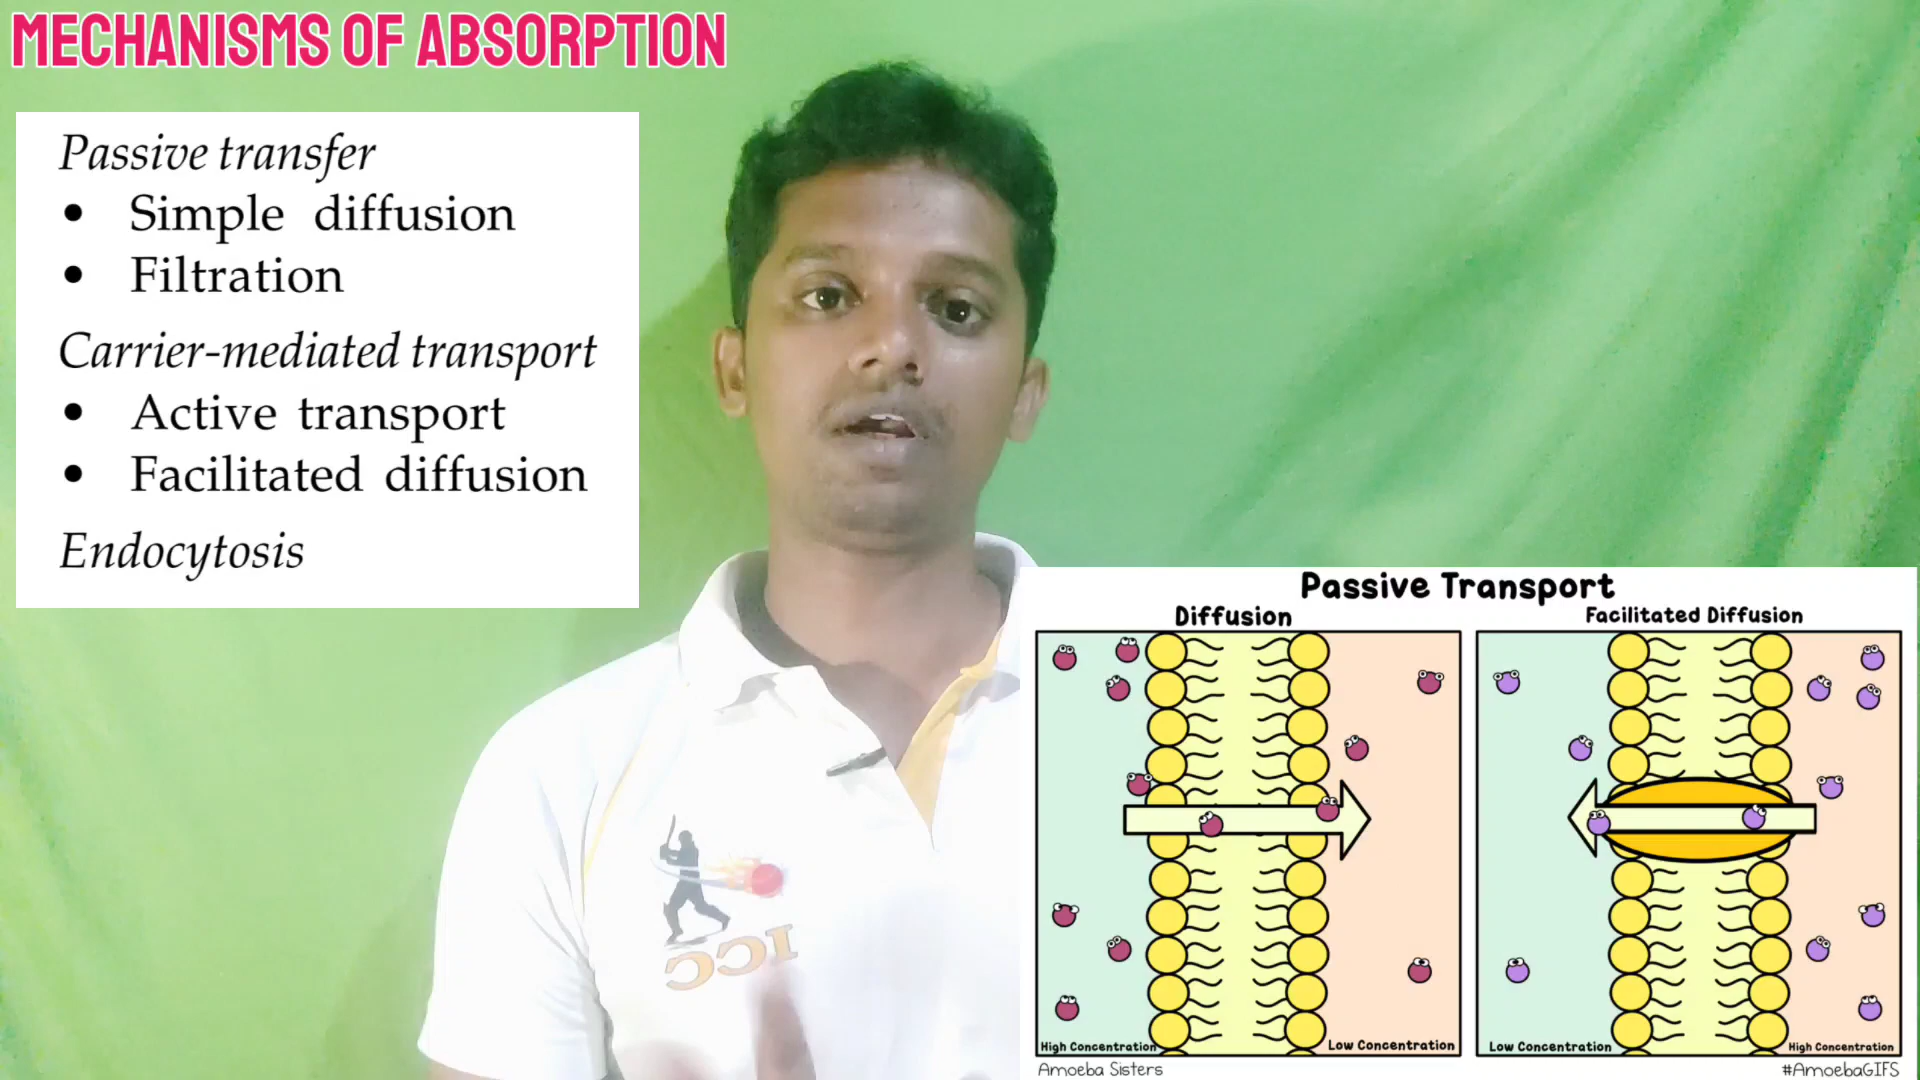 MECHANISMS OF ABSORPTION
Passive transfer
• Simple diffusion
• Filtration
Carrier-mediated transport
• Active transport
• Facilitated diffusion
Endocytosis
ICC
Passive Transport
Diffusion
Facilitated Diffusion
High Concentration
Low Concentration
Low Concentration
High Concentration
Amoeba Sisters
#AmoebaGIFS